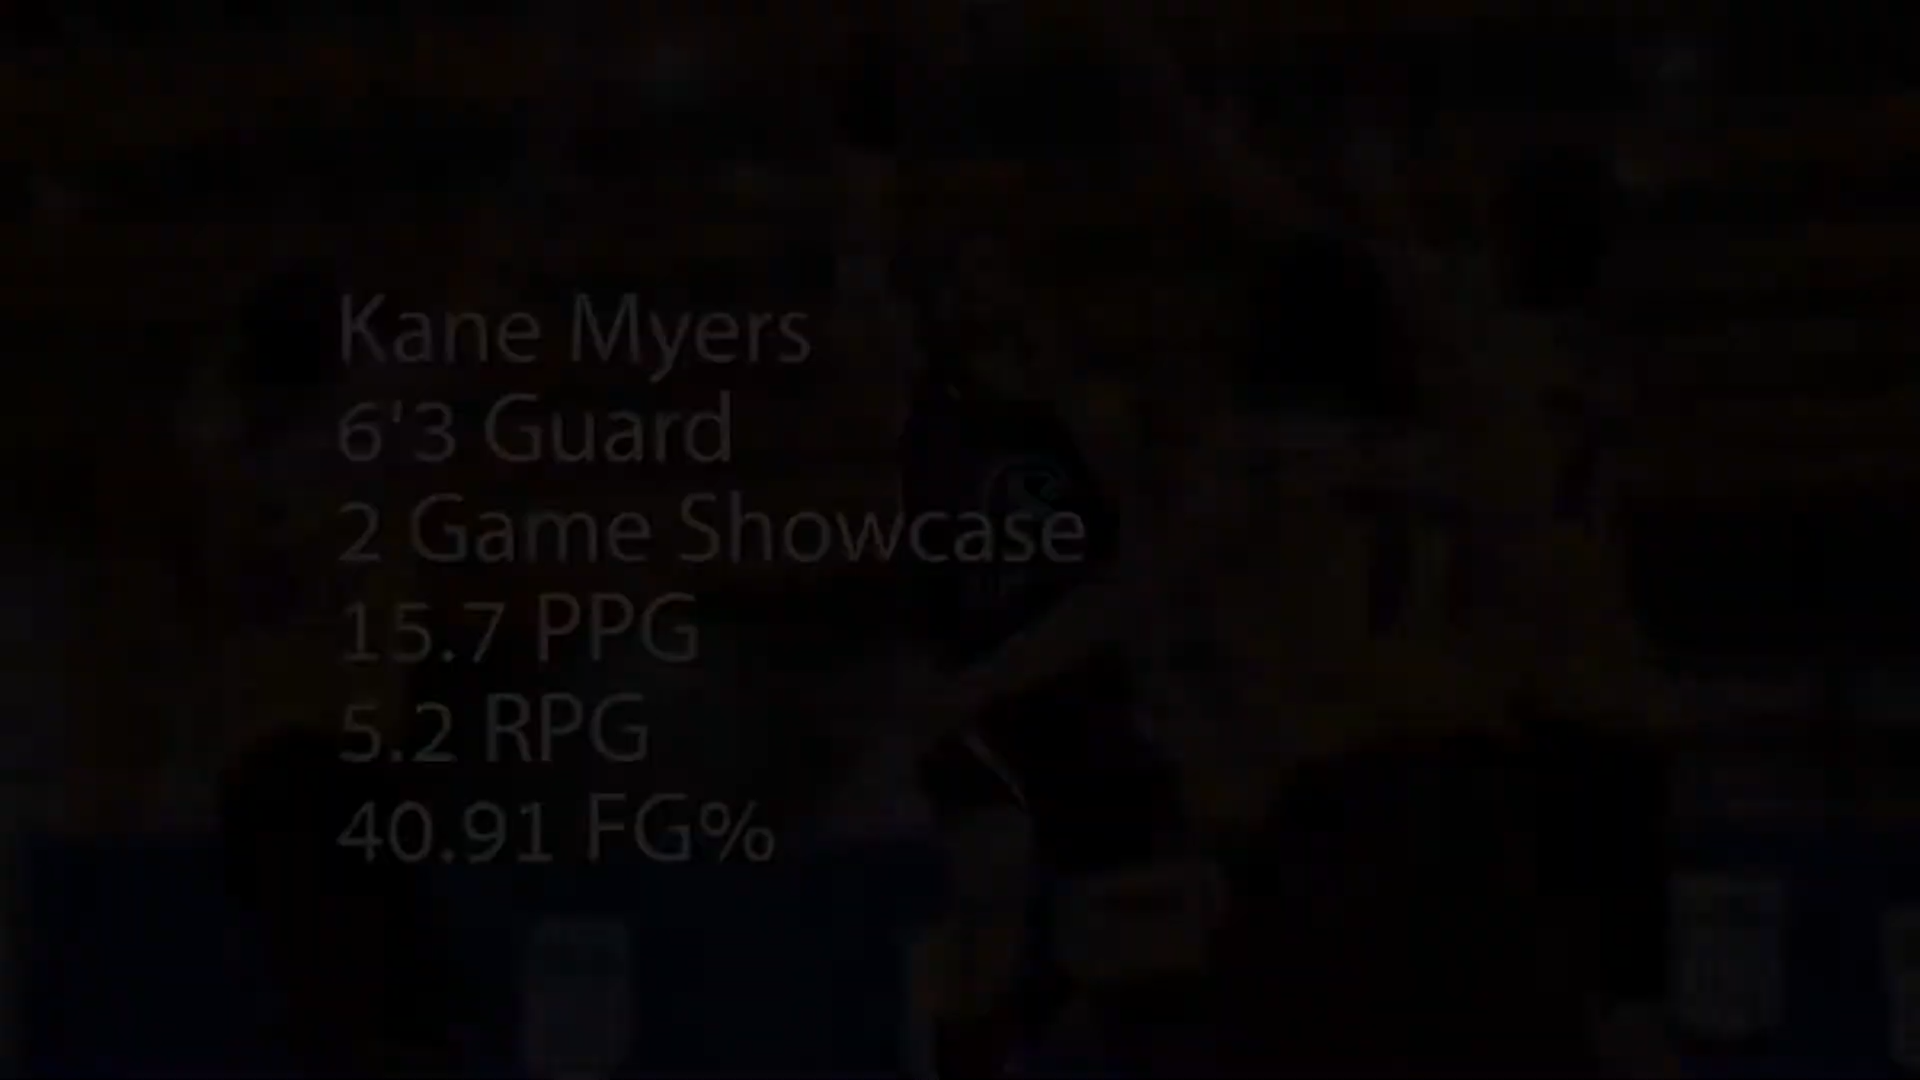 Kane Myers
6'3 Guard
2 Game Showcase
15.7 PPG
5.2 RPG
40.91 FG%